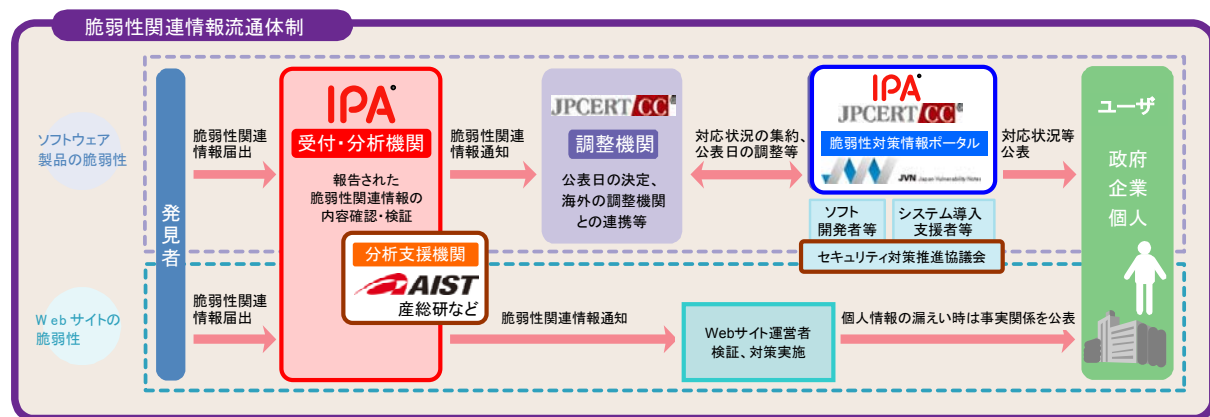 脆弱性関連情報流通体制
ソフトウェア
製品の脆弱性
発見者
脆弱性関連
情報届出
IPA
受付・分析機関
報告された
脆弱性関連情報の
内容確認・検証
分析支援機関
AIST
産総研など
脆弱性関連
情報通知
JPCERT CC®
調整機関
公表日の決定、
海外の調整機関
との連携等
対応状況の集約、
公表日の調整等
IPA
JPCERT CC®
脆弱性対策情報ポータル
JVN Japan Vulnerability Notes
ソフト
開発者等
システム導入
支援者等
セキュリティ対策推進協議会
対応状況等
公表
ユーザ
政府
企業
個人
Webサイトの
脆弱性
脆弱性関連
情報届出
脆弱性関連情報通知
Webサイト運営者
検証、対策実施
個人情報の漏えい時は事実関係を公表